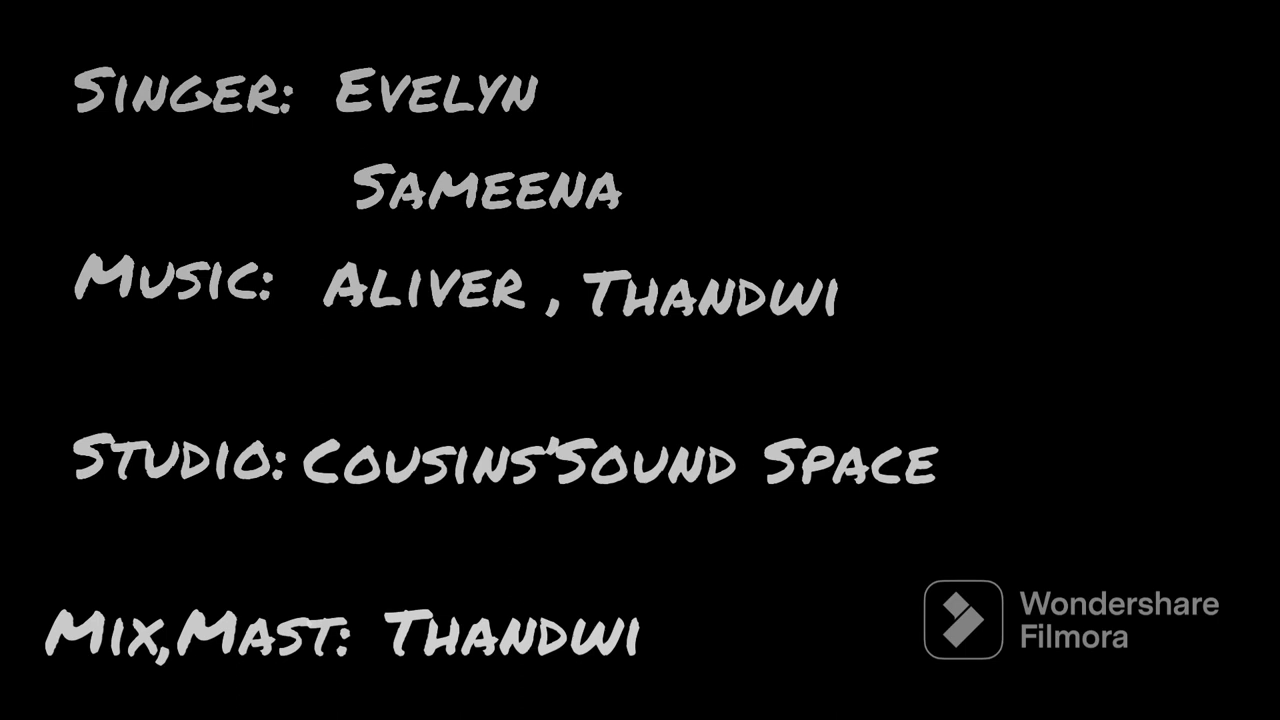 Singer: Evelyn
Sameena
Music: Aliver , Thandwi
Studio: Cousins'Sound Space
Mix,Mast: Thandwi
Wondershare
Filmora